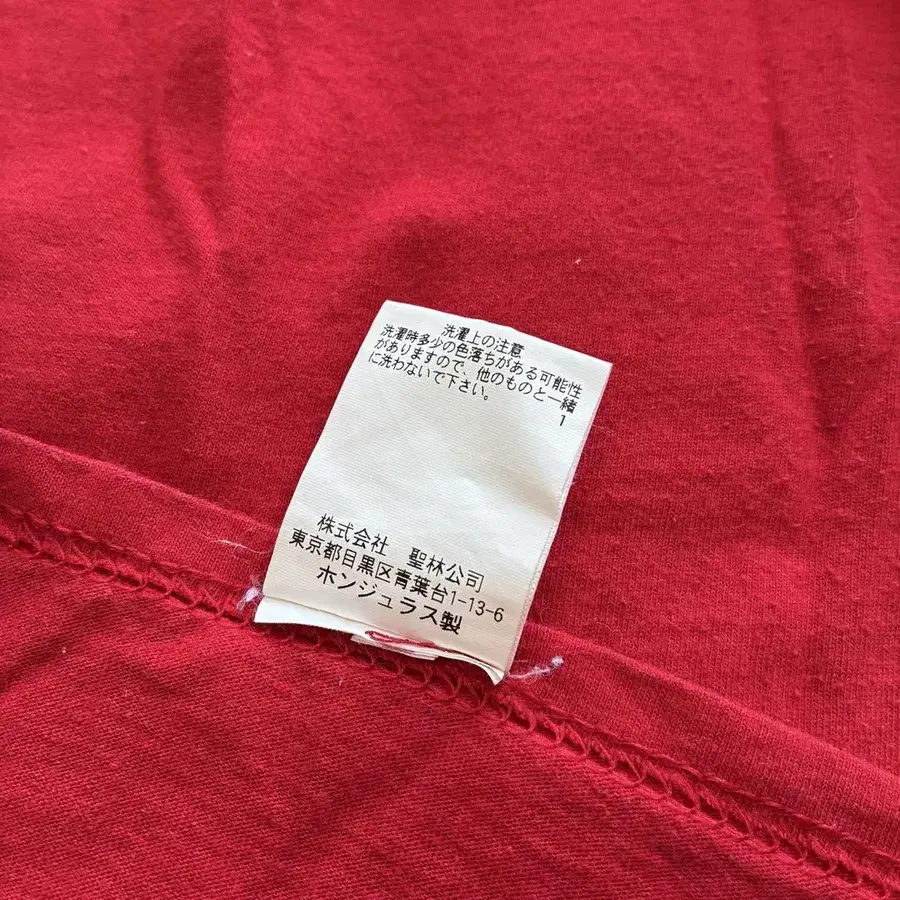 洗濯上の注意
洗濯時多少の色落ちがある可能性
がありますので、他のものと一緒
に洗わないで下さい。
1
株式会社 聖林公司
東京都目黒区青葉台1-13-6
ホンジュラス製